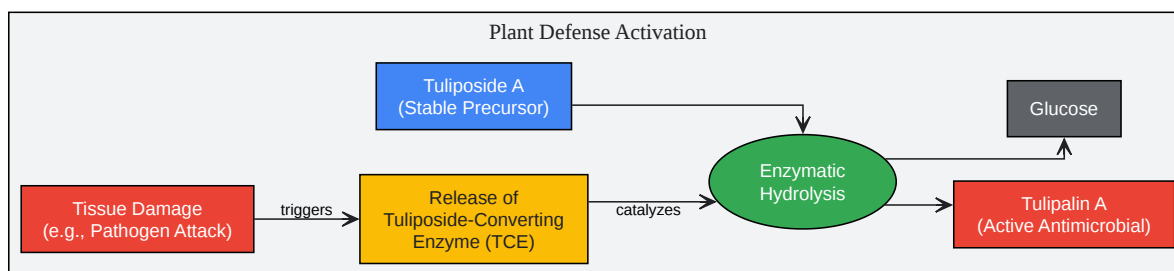 Plant Defense Activation
Tuliposide A
(Stable Precursor)
Glucose
Enzymatic
Hydrolysis
Tissue Damage
(e.g., Pathogen Attack)
triggers
Release of
Tuliposide-Converting
Enzyme (TCE)
catalyzes
Tulipalin A
(Active Antimicrobial)